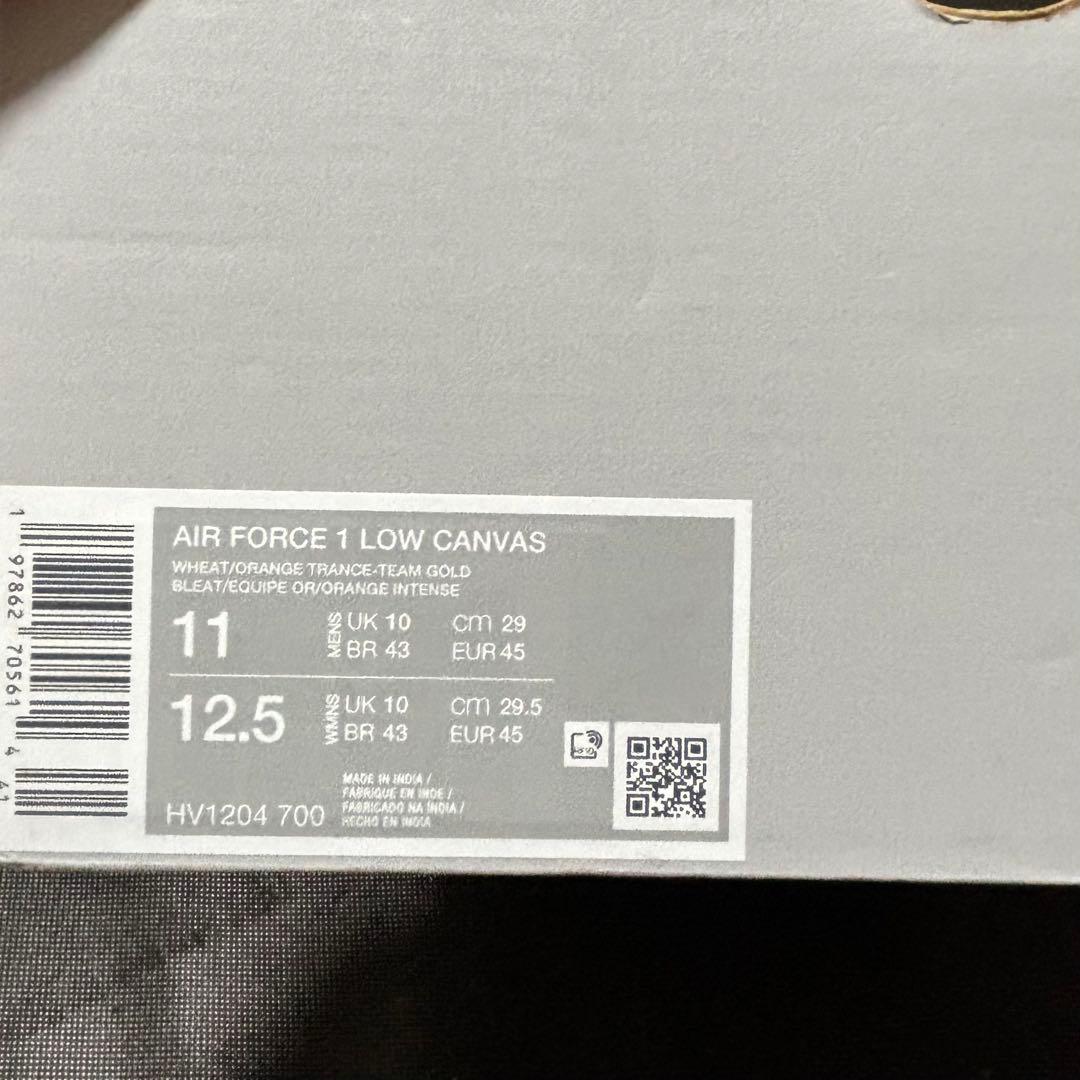 AIR FORCE 1 LOW CANVAS
WHEAT/ORANGE TRANCE-TEAM GOLD
BLEAT/EQUIPE OR/ORANGE INTENSE
11 MENS UK 10 cm 29
BR 43 EUR 45
12.5 WMNS UK 10 cm 29.5
BR 43 EUR 45
MADE IN INDIA /
FABRIQUE EN INDE /
FABRICADO NA INDIA /
HECHO EN INDIA
HV1204 700
1 97862 70561 4 41